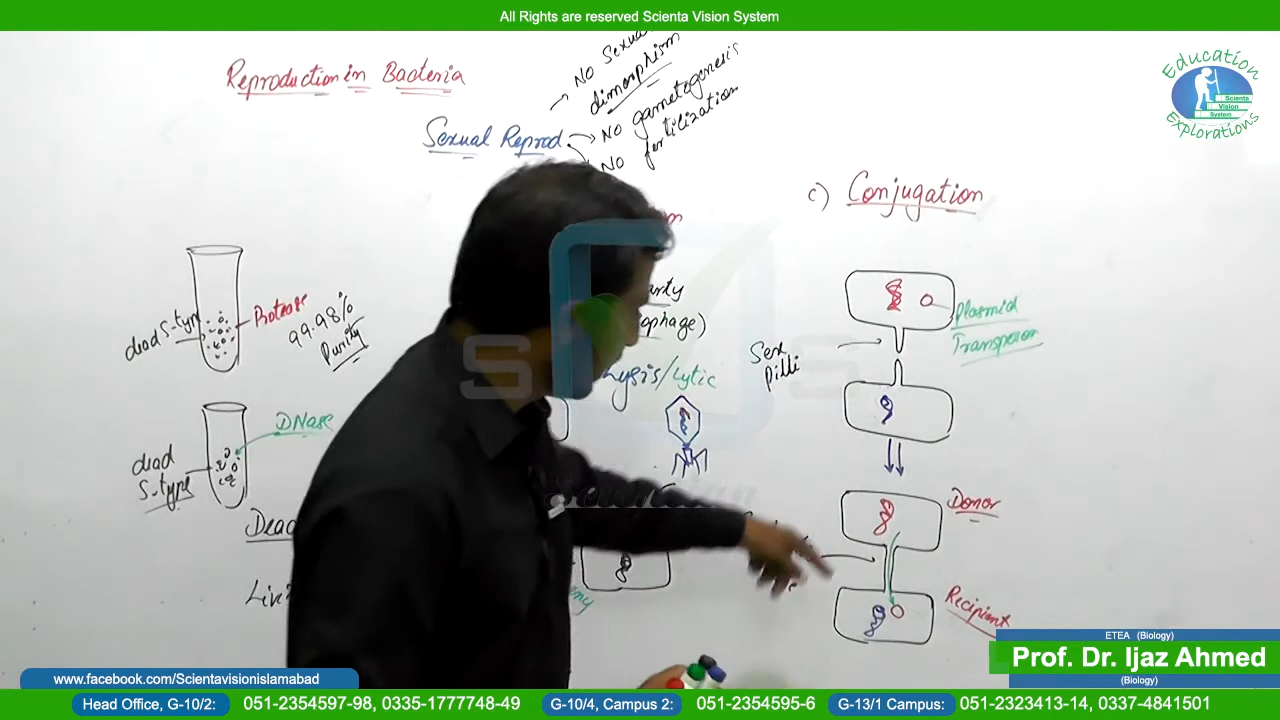 All Rights are reserved Scienta Vision System
Education
Scienta
Vision
System
Explorations
Reproduction in Bacteria
Sexual Reprod
No Sexual
dimorphism
No gametogenesis
No fertilization
c) Conjugation
dead S-type
Protease
99.98%
Purity
Plasmid
Transposon
Sex
Pilli
Lysis/Lytic
dead
S-type
DNase
Donor
Recipient
Dead
ETEA (Biology)
Prof. Dr. Ijaz Ahmed
(Biology)
www.facebook.com/Scientavisionislamabad
Head Office, G-10/2: 051-2354597-98, 0335-1777748-49 G-10/4, Campus 2: 051-2354595-6 G-13/1 Campus: 051-2323413-14, 0337-4841501